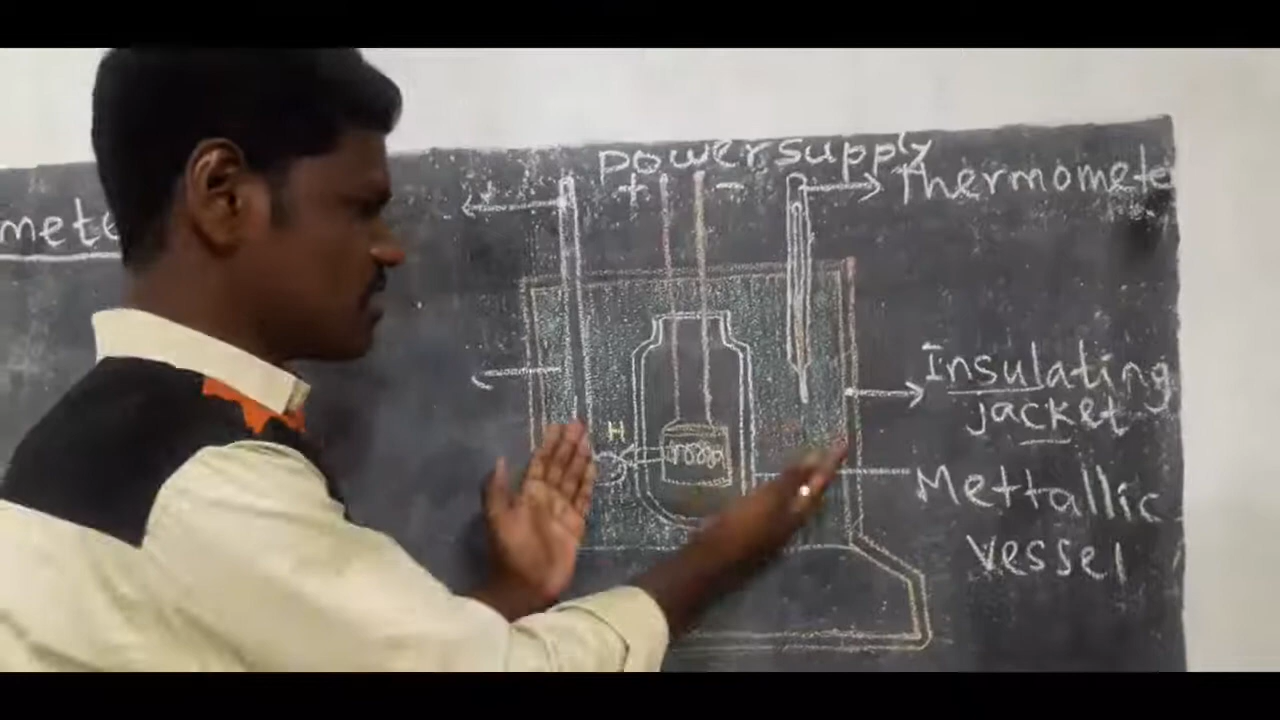 power supply
+ -
Thermomete
mete
Insulating
jacket
H
Mettallic
vessel